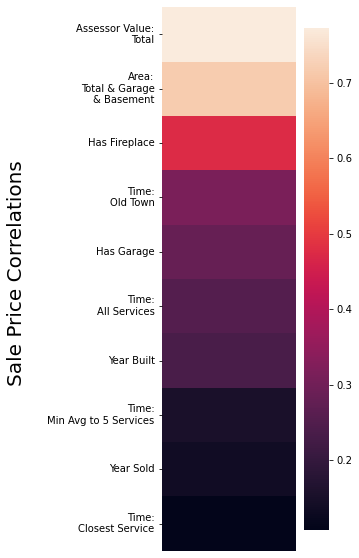 Sale Price Correlations
Assessor Value:
Total
Area:
Total & Garage
& Basement
Has Fireplace
Time:
Old Town
Has Garage
Time:
All Services
Year Built
Time:
Min Avg to 5 Services
Year Sold
Time:
Closest Service
0.7
0.6
0.5
0.4
0.3
0.2